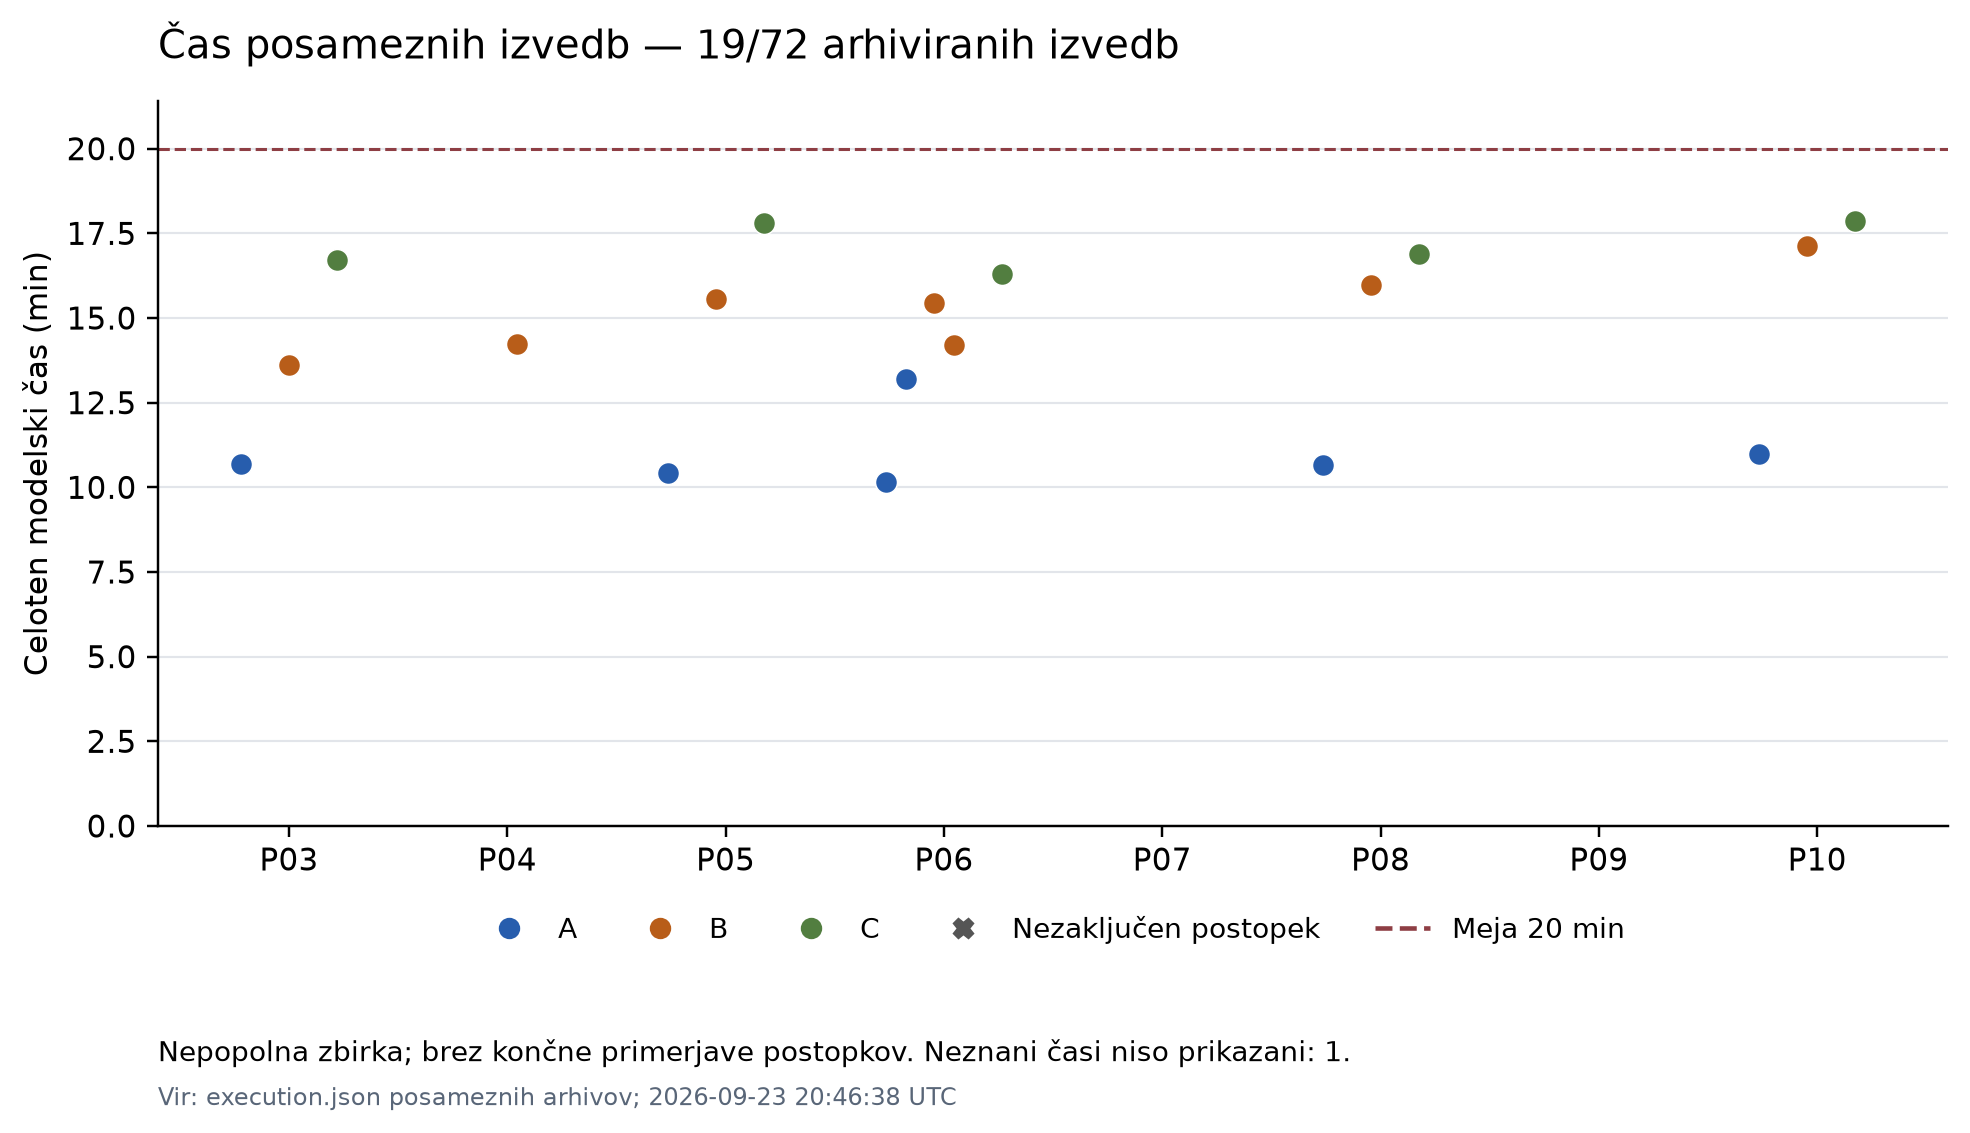 Čas posameznih izvedb — 19/72 arhiviranih izvedb
Celoten modelski čas (min)
20.0
17.5
15.0
12.5
10.0
7.5
5.0
2.5
0.0
P03 P04 P05 P06 P07 P08 P09 P10
A B C Nezaključen postopek Meja 20 min
Nepopolna zbirka; brez končne primerjave postopkov. Neznani časi niso prikazani: 1.
Vir: execution.json posameznih arhivov; 2026-09-23 20:46:38 UTC